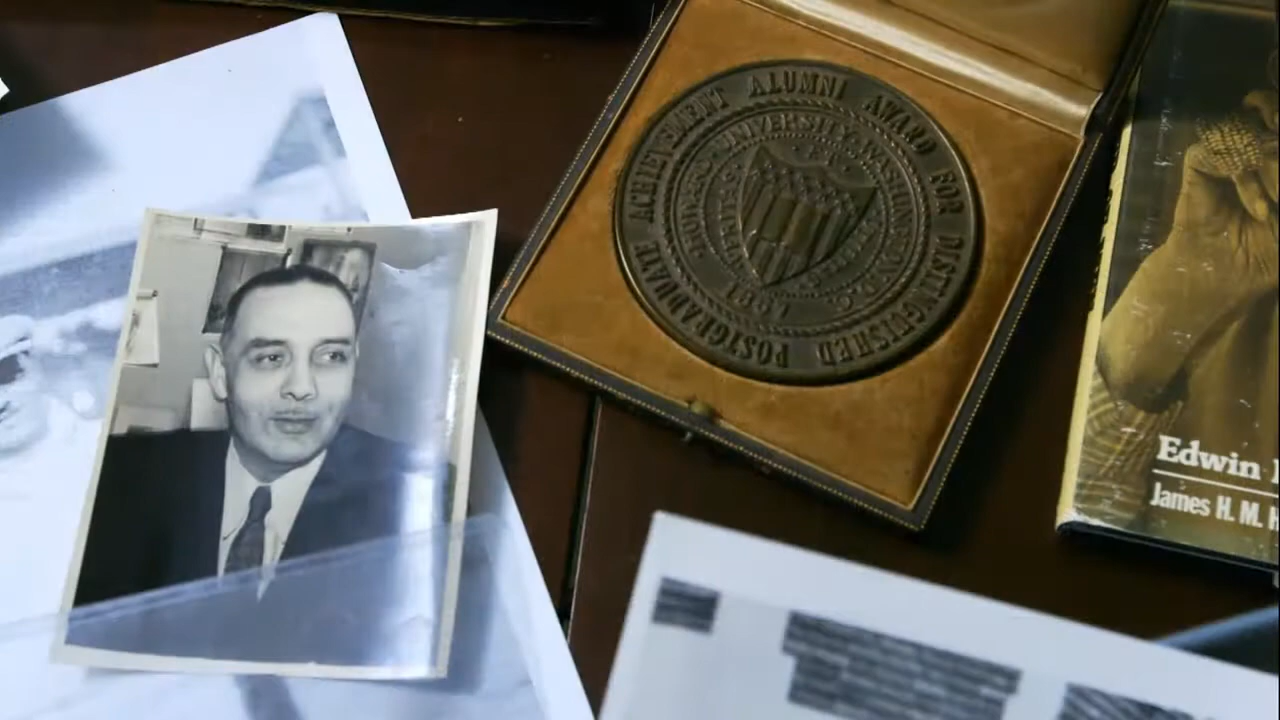 ALUMNI AWARD FOR DISTINGUISHED POSTGRADUATE ACHIEVEMENT
HOWARD UNIVERSITY, WASHINGTON, D.C.
1867
Edwin
James H. M.